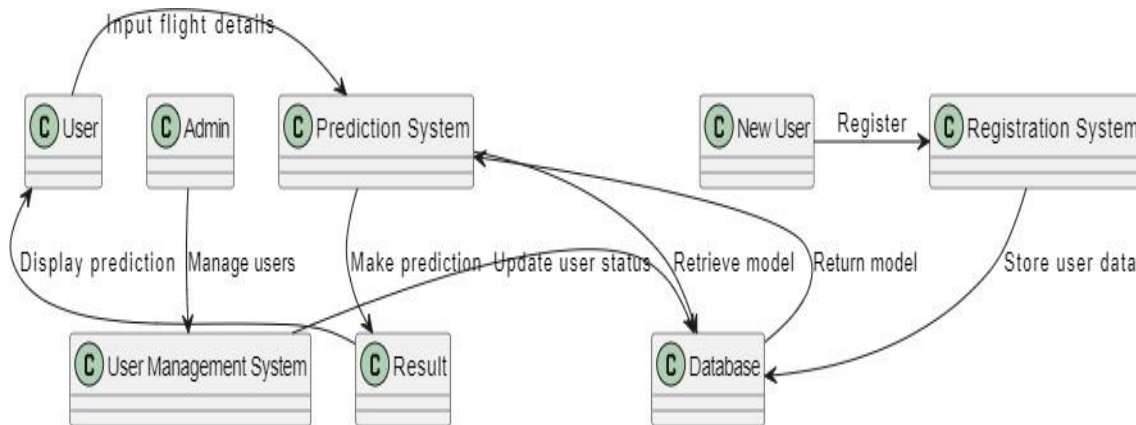 Input flight details
C User
C Admin
C Prediction System
C New User
Register
C Registration System
Display prediction
Manage users
Make prediction
Update user status
Retrieve model
Return model
Store user data
C User Management System
C Result
C Database